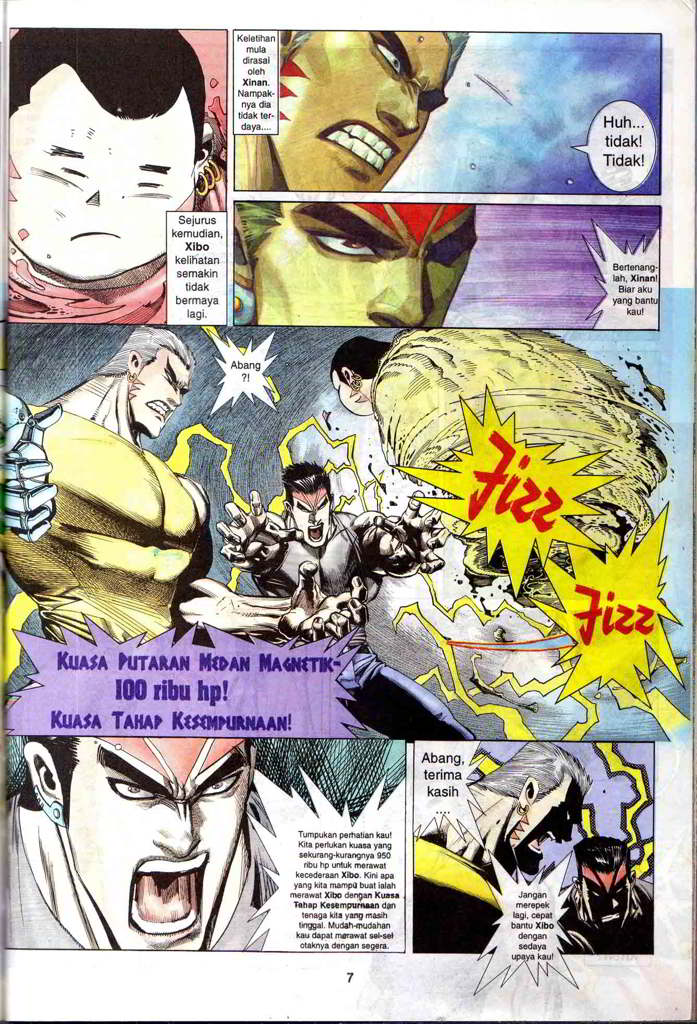 Sejurus
kemudian,
Xibo
kelihatan
semakin
tidak
bermaya
lagi.
Keletihan
mula
dirasai
oleh
Xinan.
Nampak-
nya dia
tidak ter-
daya....
Huh...
tidak!
Tidak!
Bertenang-
lah, Xinan!
Biar aku
yang bantu
kau!
Abang
?!
Jizz
Jizz
KUASA PUTARAN MEDAN MAGNETIK-
100 ribu hp!
KUASA TAHAP KESEMPURNAAN!
Tumpukan perhatian kau!
Kita perlukan kuasa yang
sekurang-kurangnya 950
ribu hp untuk merawat
kecederaan Xibo. Kini apa
yang kita mampu buat ialah
merawat Xibo dengan Kuasa
Tahap Kesempurnaan dan
tenaga kita yang masih
tinggal. Mudah-mudahan
kau dapat merawat sel-sel
otaknya dengan segera.
Abang,
terima
kasih
....
Jangan
merepek
lagi, cepat
bantu Xibo
dengan
sedaya
upaya kau!
7